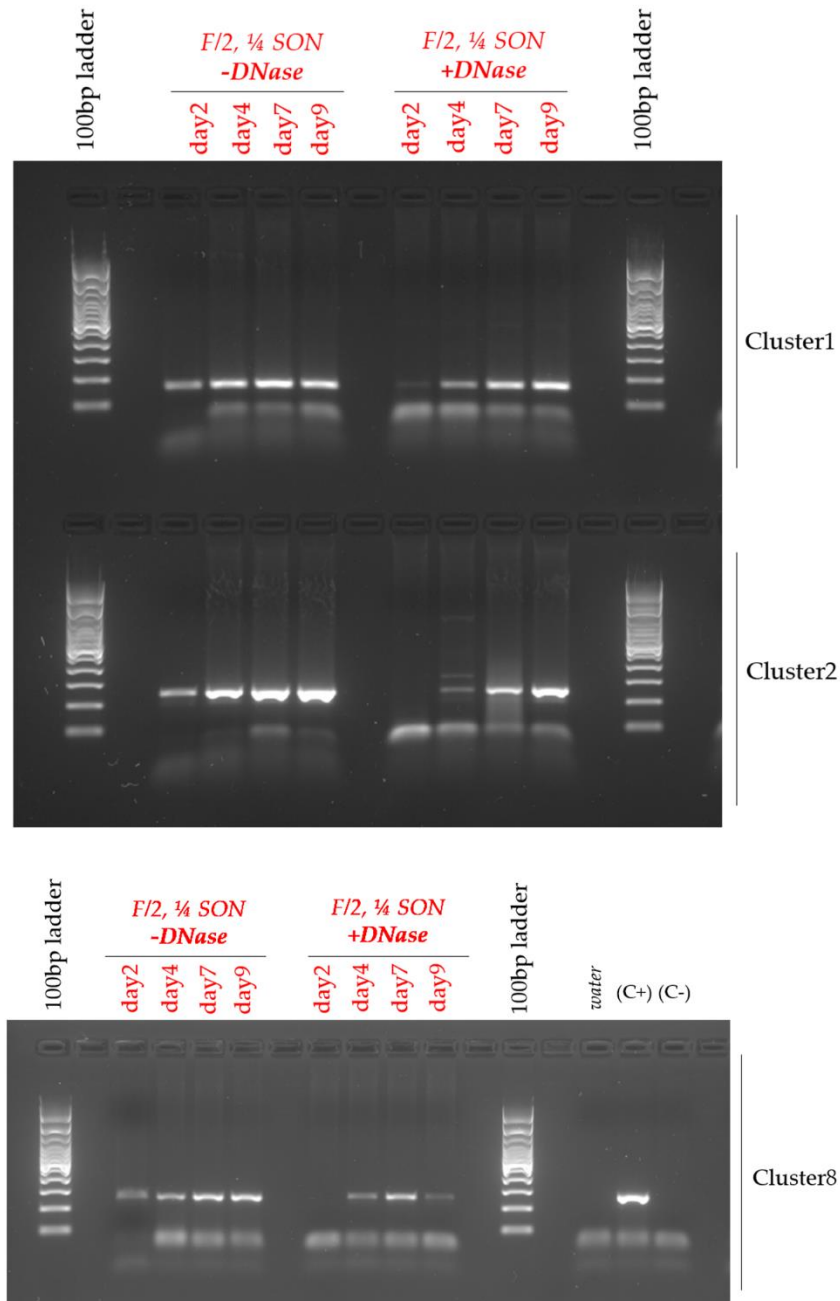 100bp ladder
F/2, ¼ SON
-DNase
day2
day4
day7
day9
F/2, ¼ SON
+DNase
day2
day4
day7
day9
100bp ladder
Cluster1
Cluster2
100bp ladder
F/2, ¼ SON
-DNase
day2
day4
day7
day9
F/2, ¼ SON
+DNase
day2
day4
day7
day9
100bp ladder
water
(C+) (C-)
Cluster8